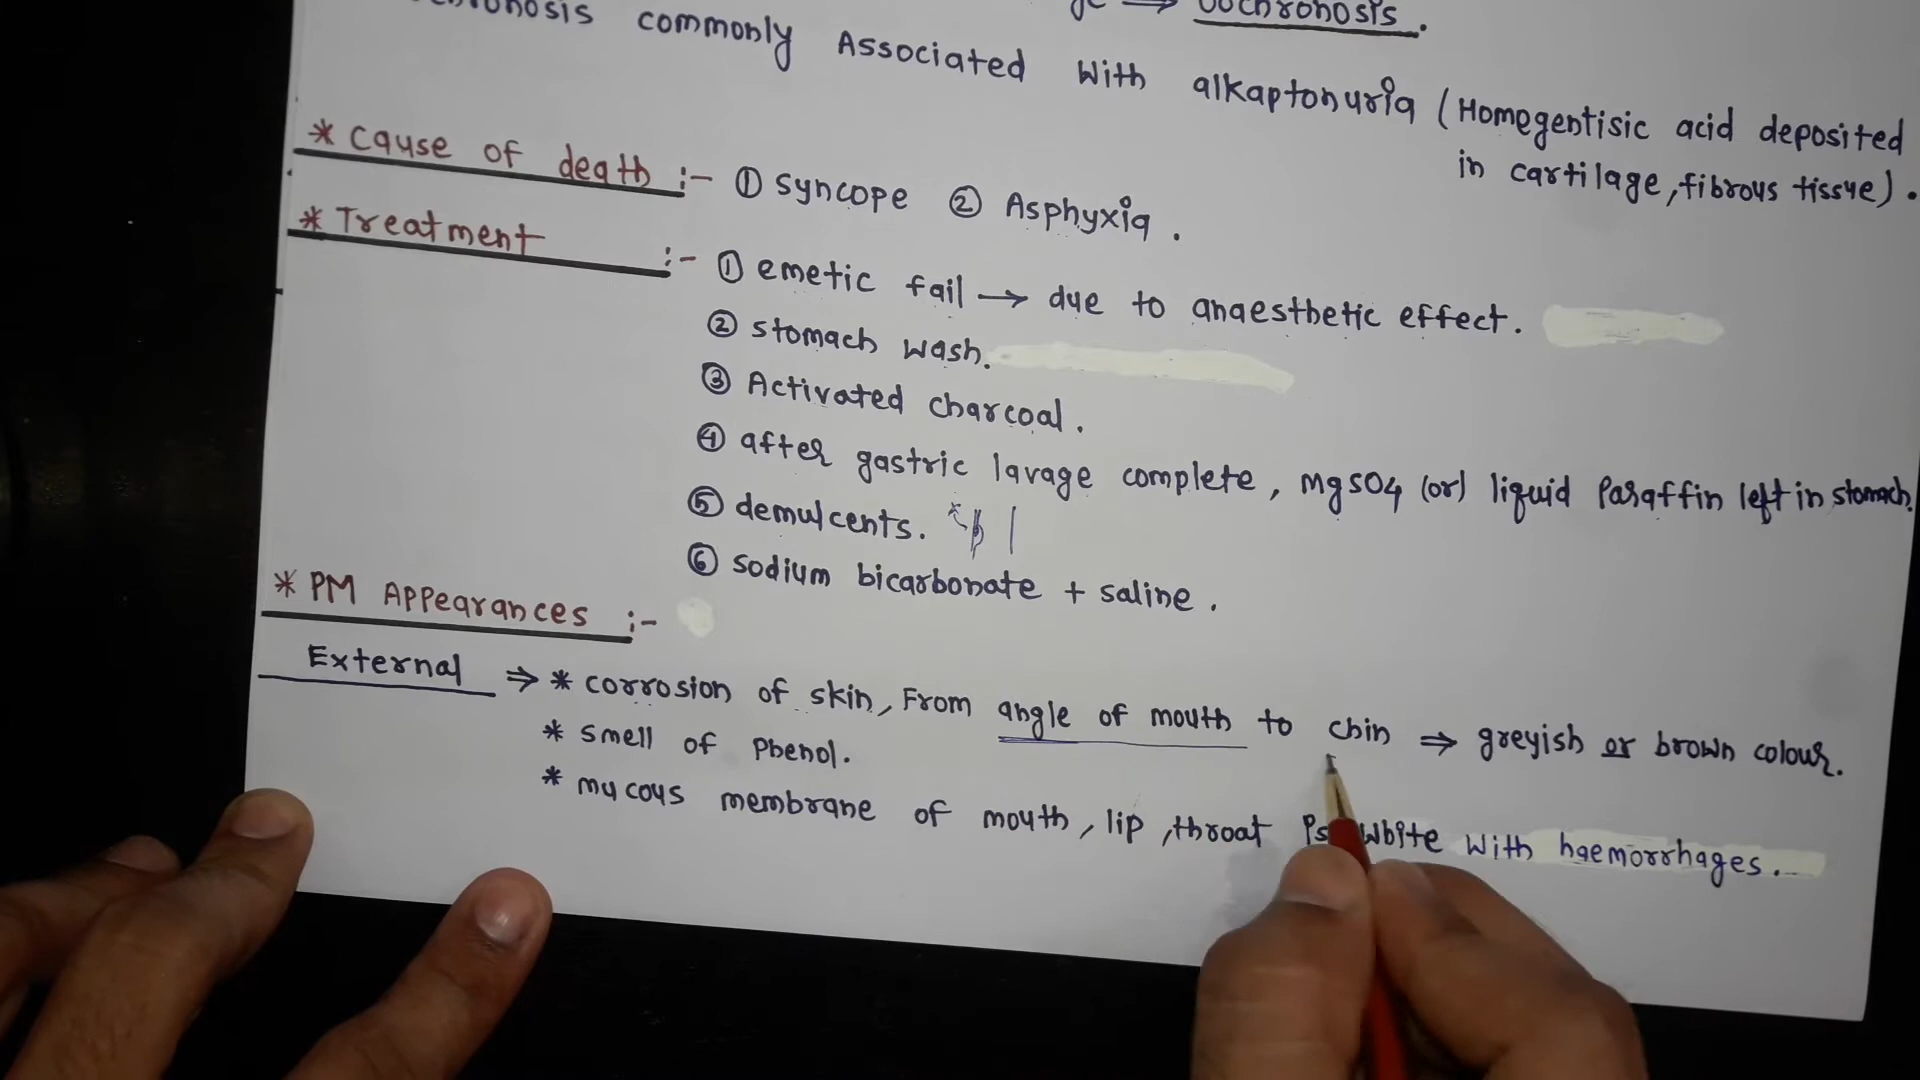 Oochronosis.
commonly Associated With alkaptonuria (Homogentisic acid deposited
in cartilage, fibrous tissue).
* Cause of death :- ① Syncope ② Asphyxia.
* Treatment :- ① emetic fail → due to anaesthetic effect.
② stomach wash.
③ Activated charcoal.
④ after gastric lavage complete, MgSO4 (or) liquid Paraffin left in stomach.
⑤ demulcents.
⑥ sodium bicarbonate + saline.
* PM Appearances :-
External ⇒ * corrosion of skin, From angle of mouth to chin ⇒ greyish or brown colour.
* smell of Phenol.
* mucous membrane of mouth, lip, throat is white with haemorrhages.